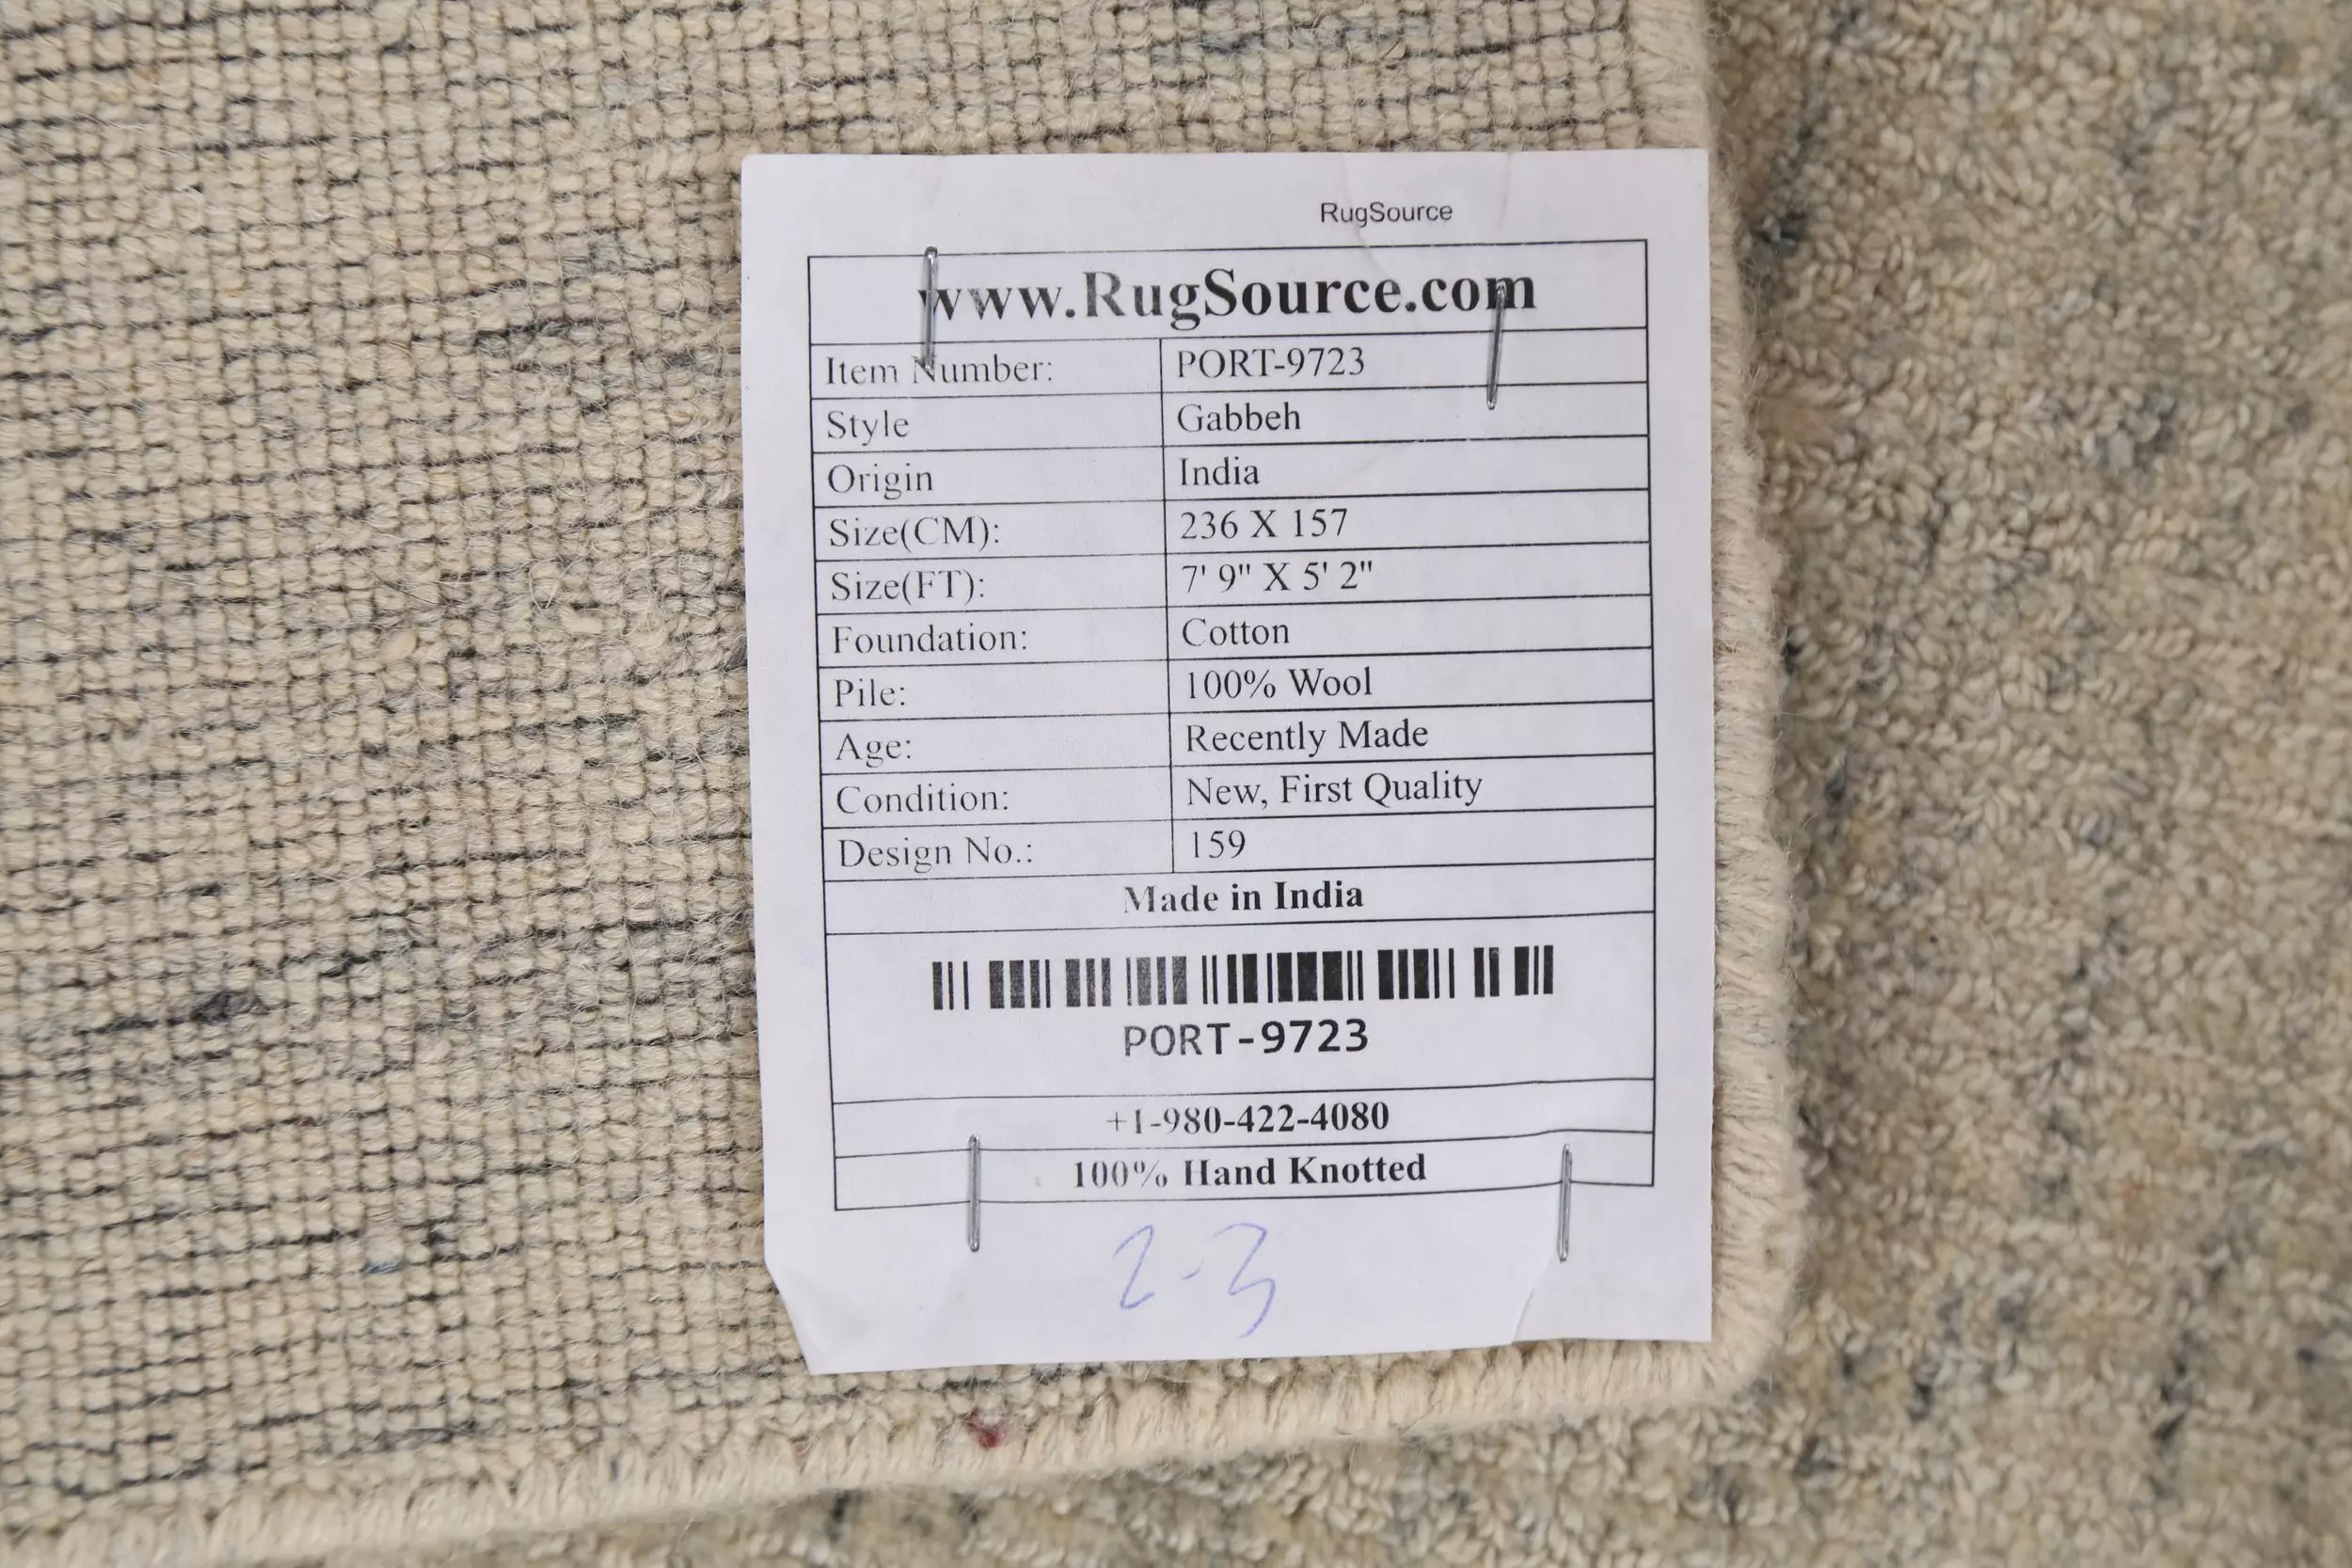 RugSource
www.RugSource.com
Item Number: PORT-9723
Style Gabbeh
Origin India
Size(CM): 236 X 157
Size(FT): 7' 9" X 5' 2"
Foundation: Cotton
Pile: 100% Wool
Age: Recently Made
Condition: New, First Quality
Design No.: 159
Made in India
PORT-9723
+1-980-422-4080
100% Hand Knotted
2-3